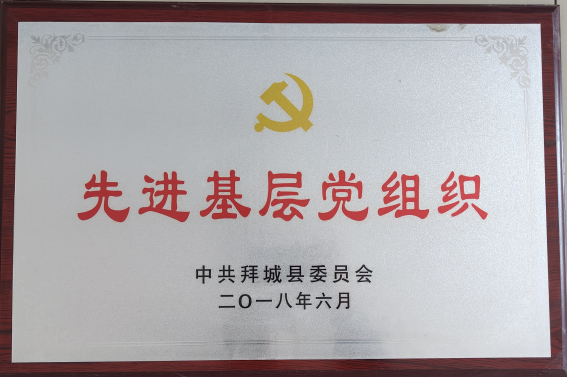 先进基层党组织
中共拜城县委员会
二〇一八年六月